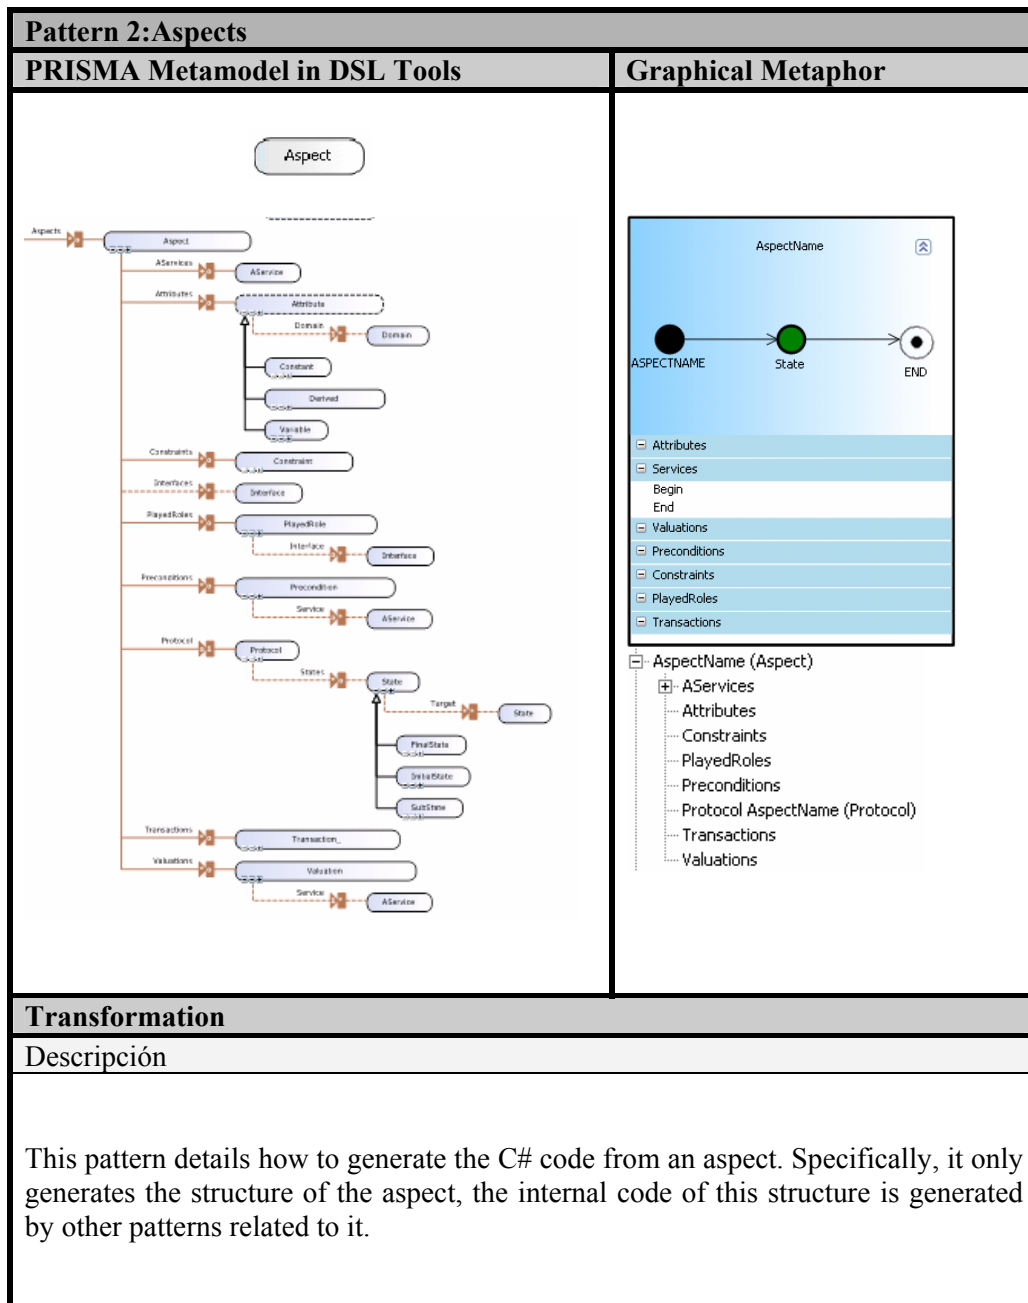 Pattern 2:Aspects
PRISMA Metamodel in DSL Tools
Graphical Metaphor
Aspect
Aspects
Aspect
AServices
AService
Attributes
Attribute
Domain
Domain
Constant
Derived
Variable
Constraints
Constraint
Interfaces
Interface
PlayedRoles
PlayedRole
Interface
Interface
Preconditions
Precondition
Service
AService
Protocol
Protocol
States
State
Target
State
FinalState
InitialState
SubState
Transactions
Transaction_
Valuations
Valuation
Service
AService
AspectName
ASPECTNAME
State
END
Attributes
Services
Begin
End
Valuations
Preconditions
Constraints
PlayedRoles
Transactions
AspectName (Aspect)
AServices
Attributes
Constraints
PlayedRoles
Preconditions
Protocol AspectName (Protocol)
Transactions
Valuations
Transformation
Descripción
This pattern details how to generate the C# code from an aspect. Specifically, it only
generates the structure of the aspect, the internal code of this structure is generated
by other patterns related to it.